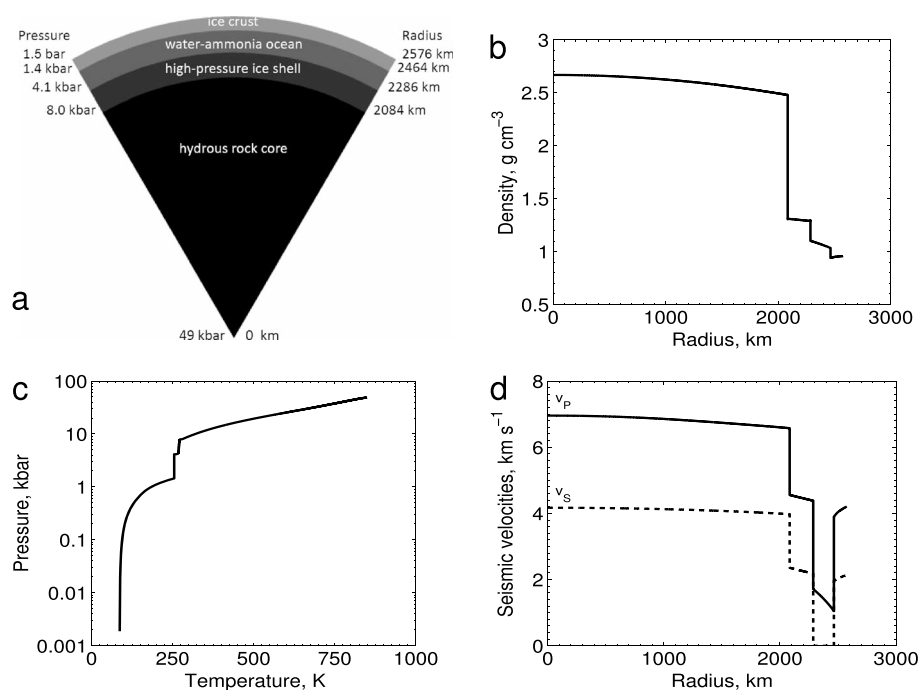 a
Pressure
1.5 bar
1.4 kbar
4.1 kbar
8.0 kbar
49 kbar
ice crust
water-ammonia ocean
high-pressure ice shell
hydrous rock core
Radius
2576 km
2464 km
2286 km
2084 km
0 km
b
Density, g cm⁻³
3
2.5
2
1.5
1
0.5
0
1000
2000
3000
Radius, km
c
Pressure, kbar
100
10
1
0.1
0.01
0.001
0
250
500
750
1000
Temperature, K
d
Seismic velocities, km s⁻¹
8
6
4
2
0
vP
vS
0
1000
2000
3000
Radius, km